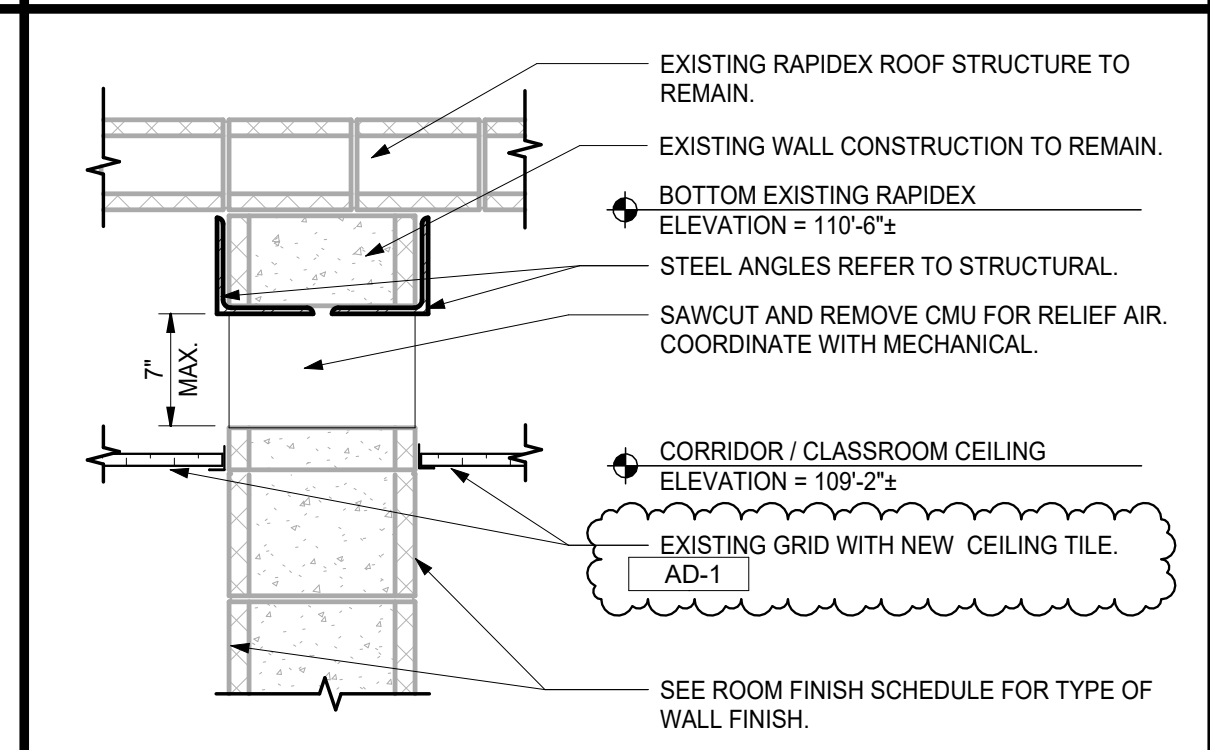 EXISTING RAPIDEX ROOF STRUCTURE TO
REMAIN.
EXISTING WALL CONSTRUCTION TO REMAIN.
BOTTOM EXISTING RAPIDEX
ELEVATION = 110'-6"±
STEEL ANGLES REFER TO STRUCTURAL.
SAWCUT AND REMOVE CMU FOR RELIEF AIR.
COORDINATE WITH MECHANICAL.
7"
MAX.
CORRIDOR / CLASSROOM CEILING
ELEVATION = 109'-2"±
EXISTING GRID WITH NEW  CEILING TILE.
AD-1
SEE ROOM FINISH SCHEDULE FOR TYPE OF
WALL FINISH.